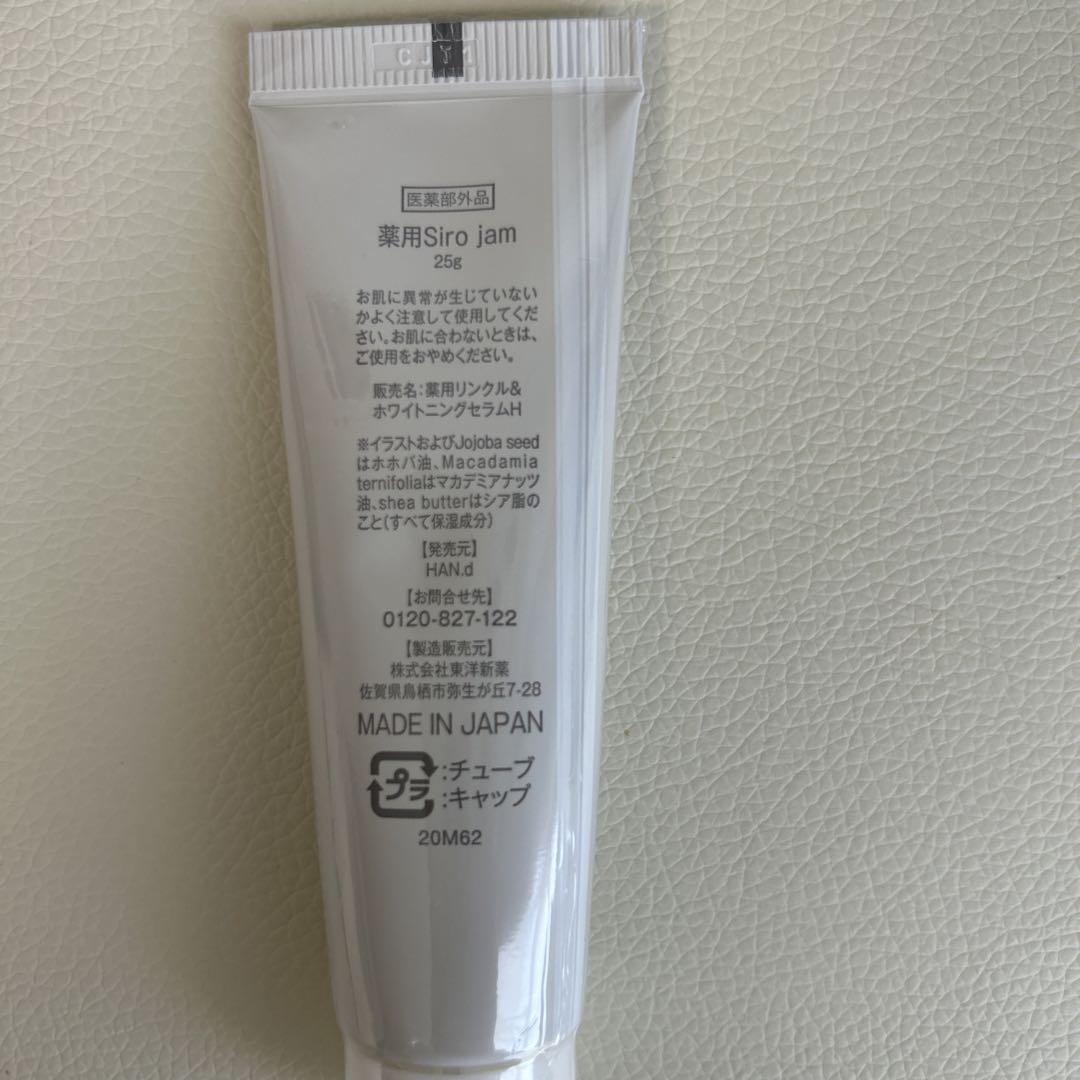 医薬部外品
薬用Siro jam
25g
お肌に異常が生じていない
かよく注意して使用してくだ
さい。お肌に合わないときは、
ご使用をおやめください。
販売名:薬用リンクル&
ホワイトニングセラムH
※イラストおよびJojoba seed
はホホバ油、Macadamia
ternifoliaはマカデミアナッツ
油、shea butterはシア脂の
こと(すべて保湿成分)
【発売元】
HAN.d
【お問合せ先】
0120-827-122
【製造販売元】
株式会社東洋新薬
佐賀県鳥栖市弥生が丘7-28
MADE IN JAPAN
プラ
:チューブ
:キャップ
20M62